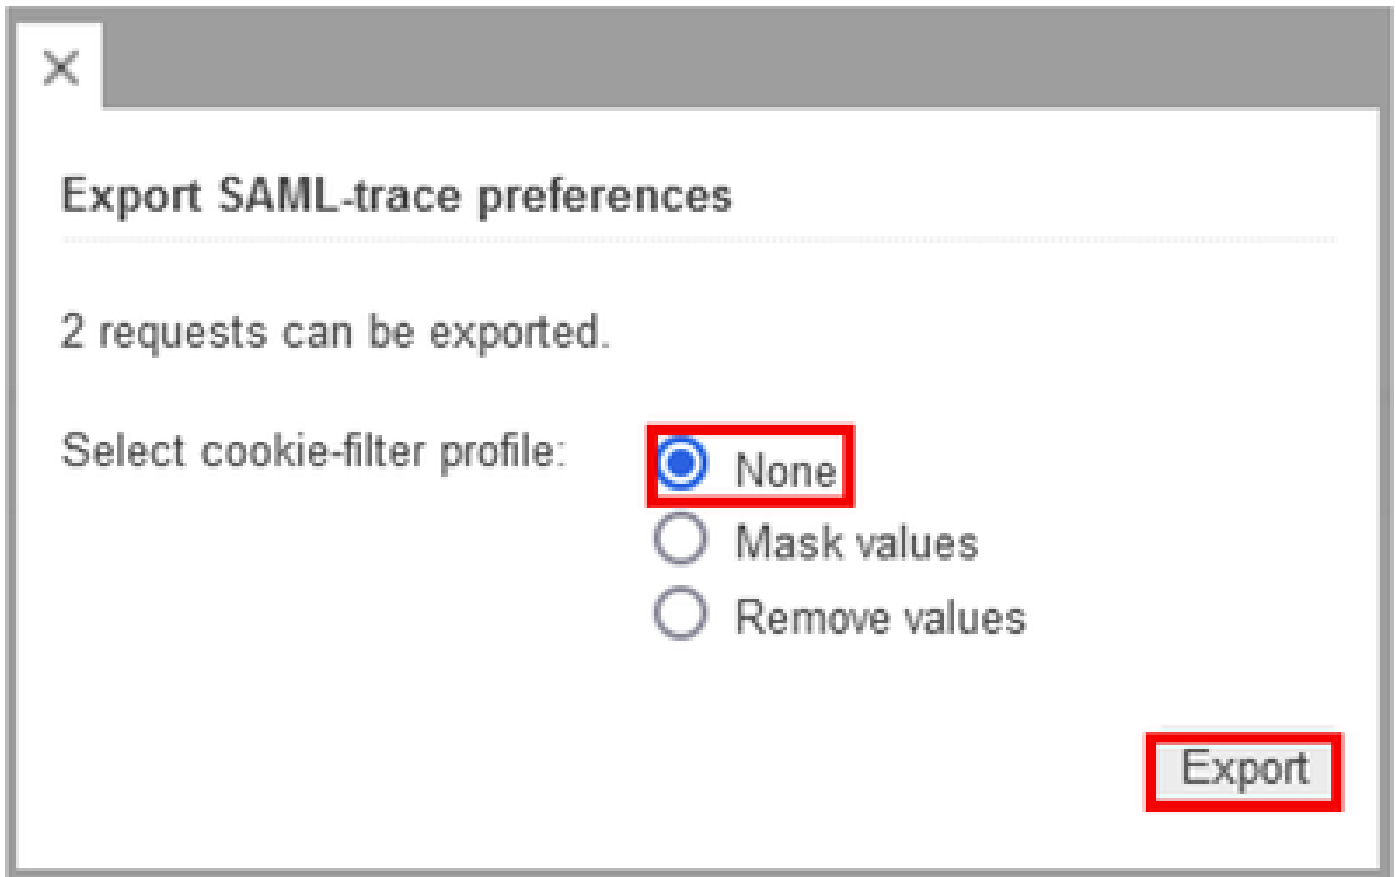 Export SAML-trace preferences
2 requests can be exported.
Select cookie-filter profile:
None
Mask values
Remove values
Export